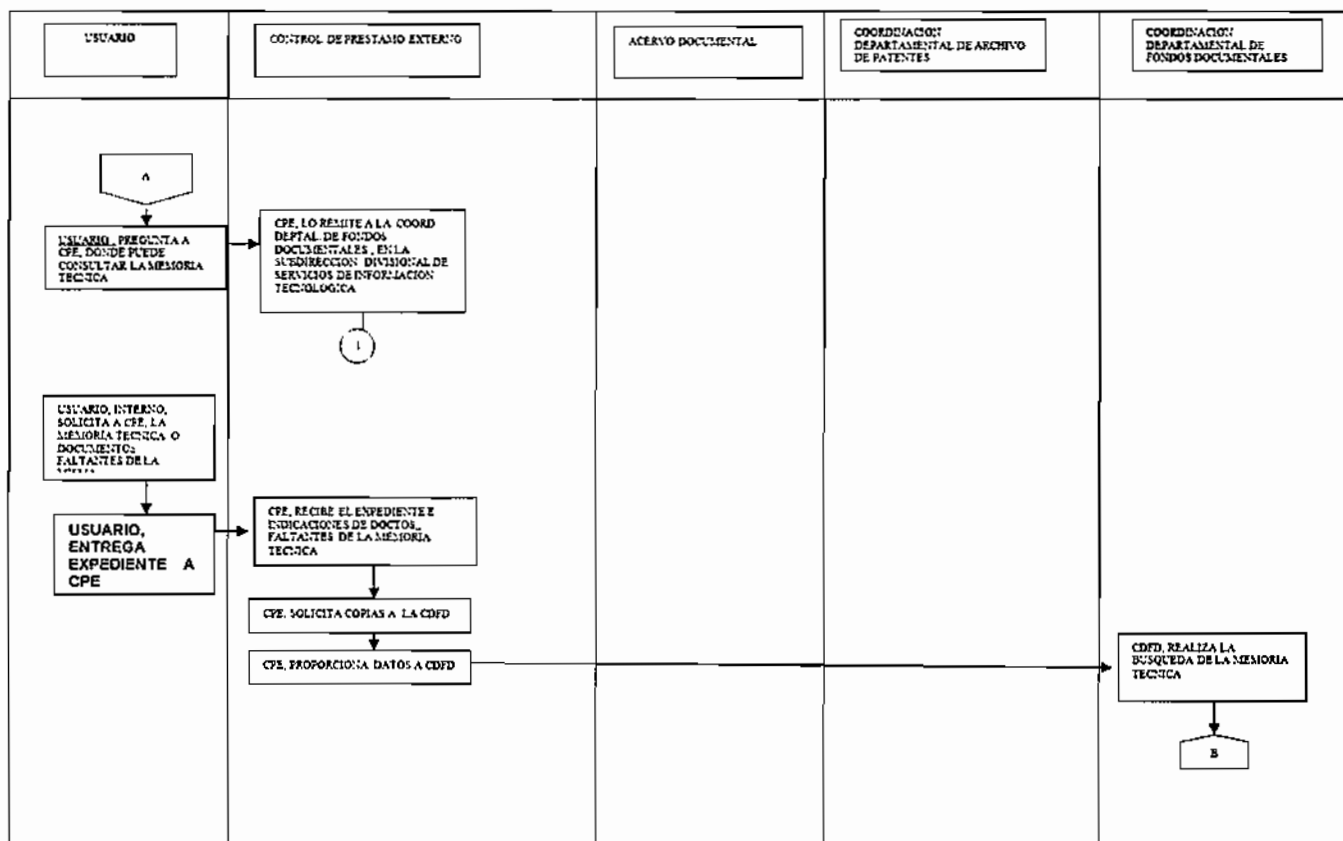 USUARIO
CONTROL DE PRESTAMO EXTERNO
ACERVO DOCUMENTAL
COORDINACION
DEPARTAMENTAL DE ARCHIVO
DE PATENTES
COORDINACION
DEPARTAMENTAL DE
FONDOS DOCUMENTALES
A
USUARIO, PREGUNTA A
CPE, DONDE PUEDE
CONSULTAR LA MEMORIA
TECNICA
CPE, LO REMITE A LA COORD
DEPTAL. DE FONDOS
DOCUMENTALES, EN LA
SUBDIRECCION DIVISIONAL DE
SERVICIOS DE INFORMACION
TECNOLOGICA
1
USUARIO, INTERNO,
SOLICITA A CPE, LA
MEMORIA TECNICA O
DOCUMENTOS
FALTANTES DE LA
USUARIO,
ENTREGA
EXPEDIENTE A
CPE
CPE, RECIBE EL EXPEDIENTE E
INDICACIONES DE DOCTOS.,
FALTANTES DE LA MEMORIA
TECNICA
CPE, SOLICITA COPIAS A LA CDFD
CPE, PROPORCIONA DATOS A CDFD
CDFD, REALIZA LA
BUSQUEDA DE LA MEMORIA
TECNICA
B